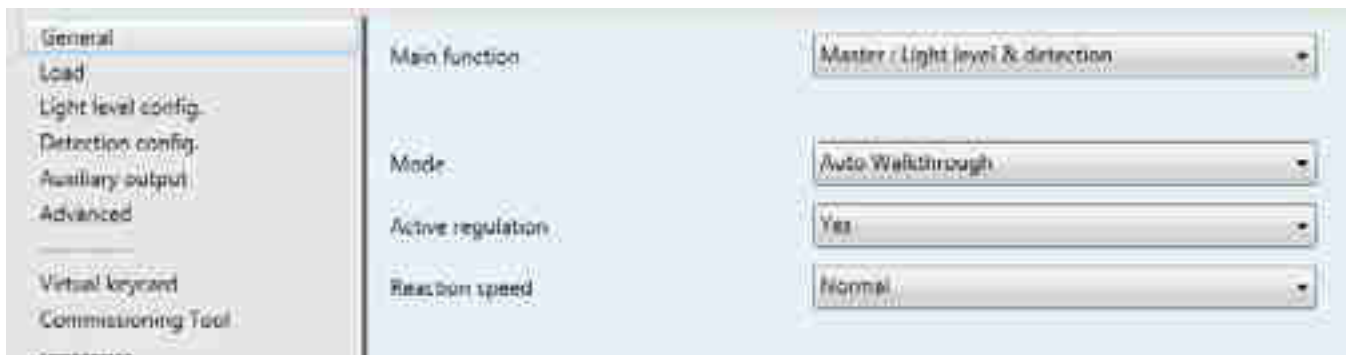 General
Load
Light level config.
Detection config.
Auxiliary output
Advanced
Virtual keycard
Commissioning Tool
Main function
Master : Light level & detection
Mode
Auto Walkthrough
Active regulation
Yes
Reaction speed
Normal